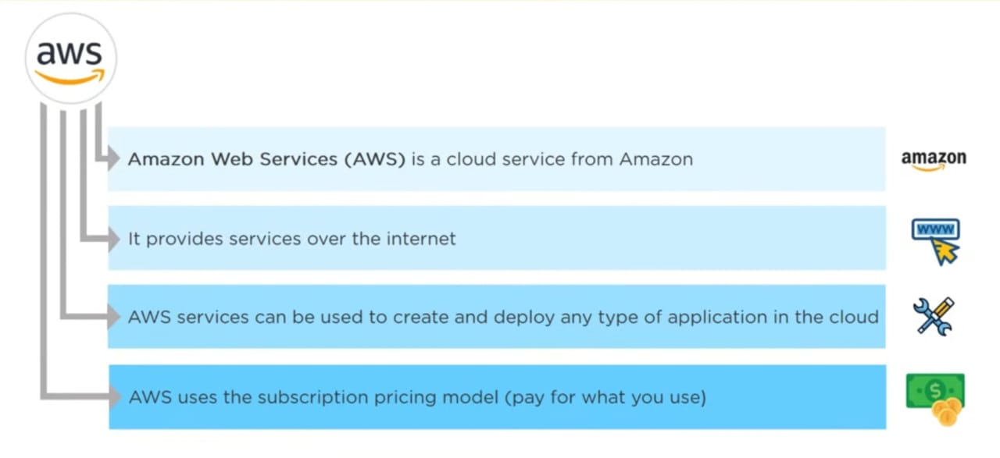 aws
Amazon Web Services (AWS) is a cloud service from Amazon
amazon
It provides services over the internet
www
AWS services can be used to create and deploy any type of application in the cloud
AWS uses the subscription pricing model (pay for what you use)
$